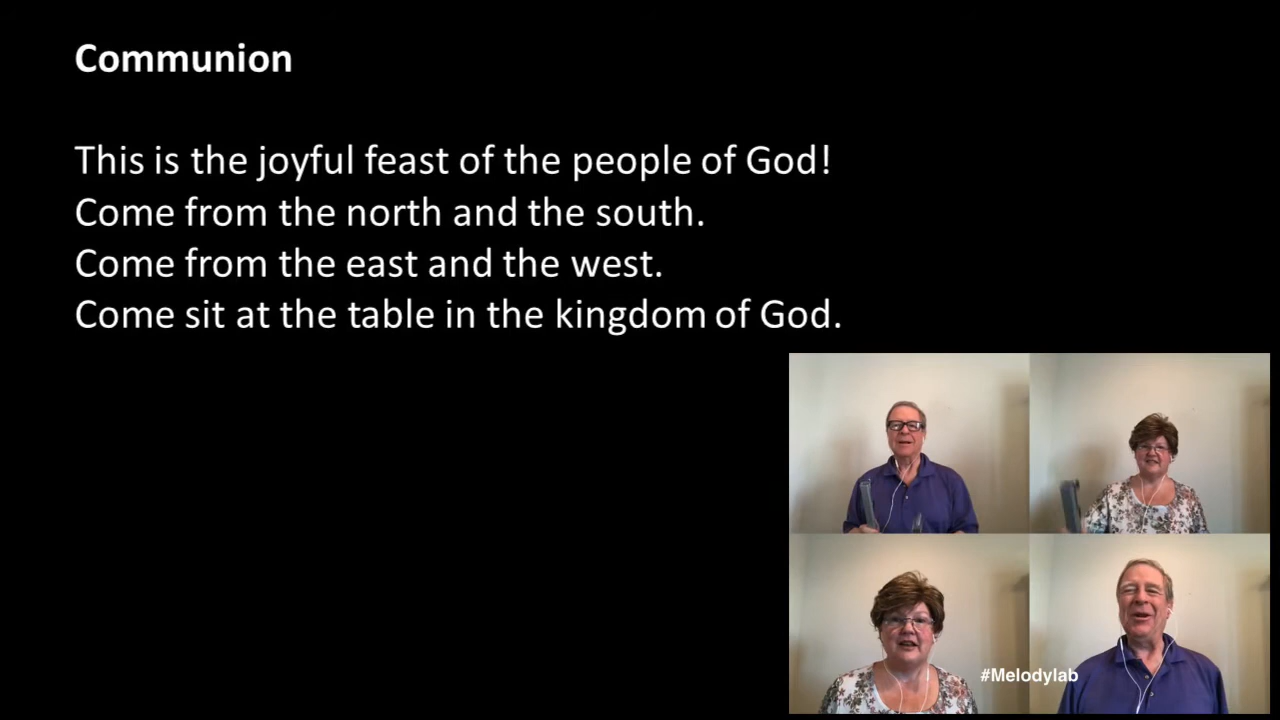 Communion
This is the joyful feast of the people of God!
Come from the north and the south.
Come from the east and the west.
Come sit at the table in the kingdom of God.
#Melodylab